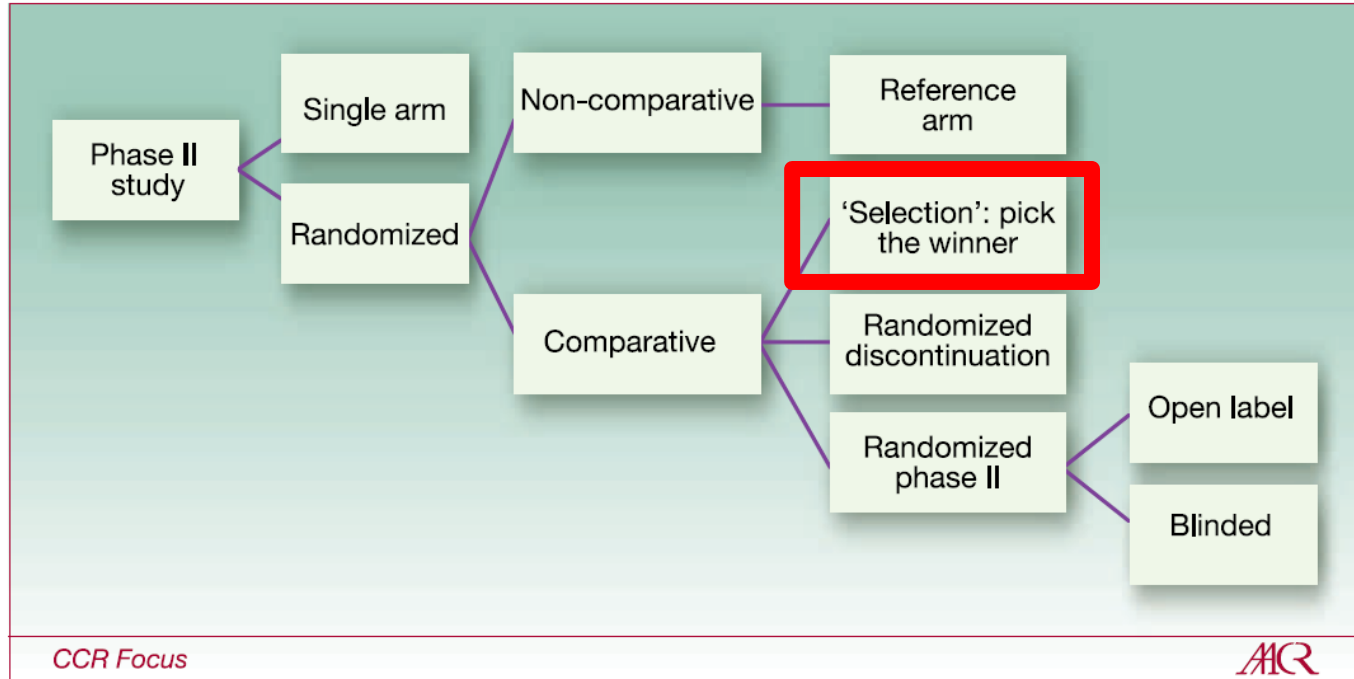 Phase II
study
Single arm
Randomized
Non-comparative
Comparative
Reference
arm
‘Selection’: pick
the winner
Randomized
discontinuation
Randomized
phase II
Open label
Blinded
CCR Focus
AACR